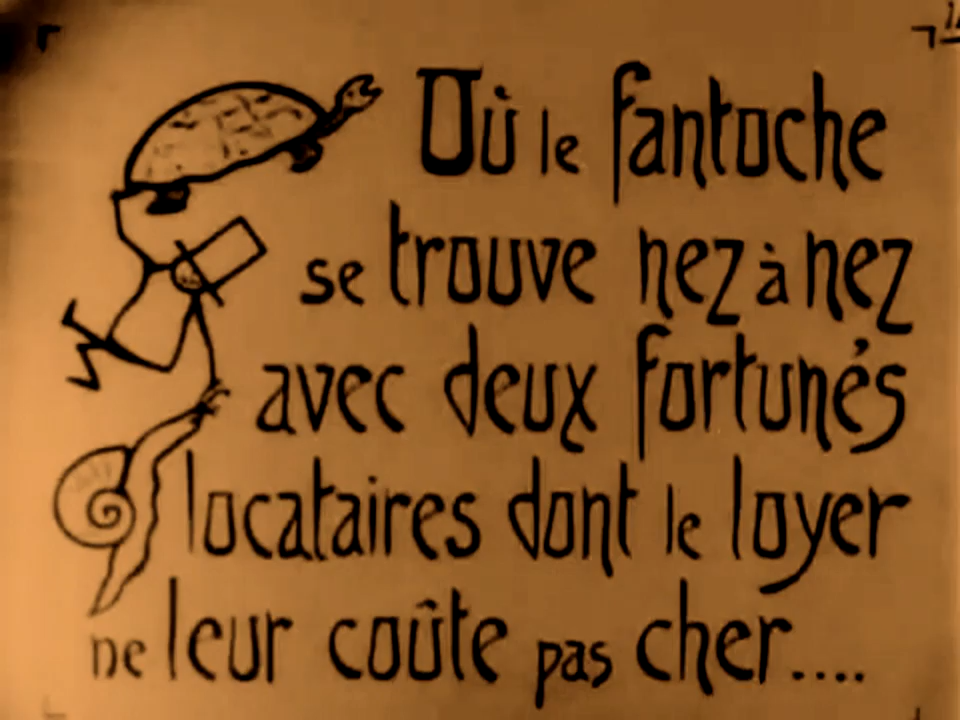 Où le fantoche
se trouve nez à nez
avec deux fortunés
locataires dont le loyer
ne leur coûte pas cher....